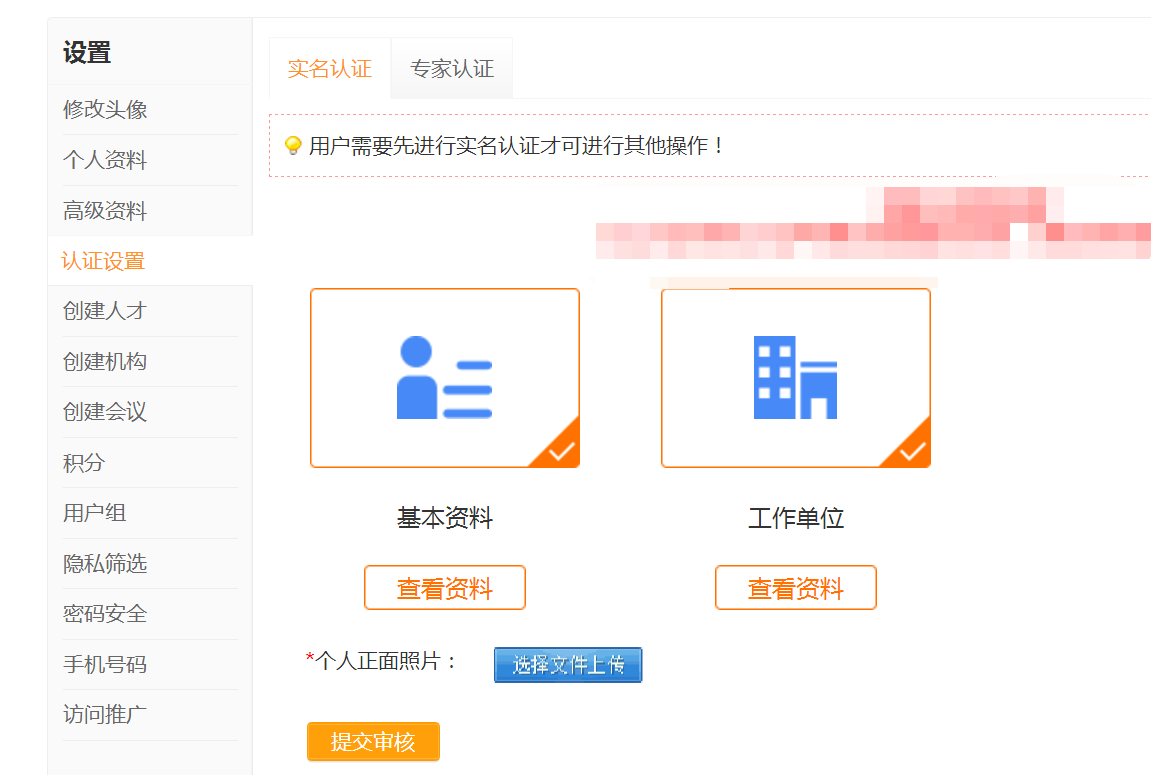 设置
修改头像
个人资料
高级资料
认证设置
创建人才
创建机构
创建会议
积分
用户组
隐私筛选
密码安全
手机号码
访问推广
实名认证
专家认证
用户需要先进行实名认证才可进行其他操作！
基本资料
工作单位
查看资料
查看资料
*个人正面照片：
选择文件上传
提交审核